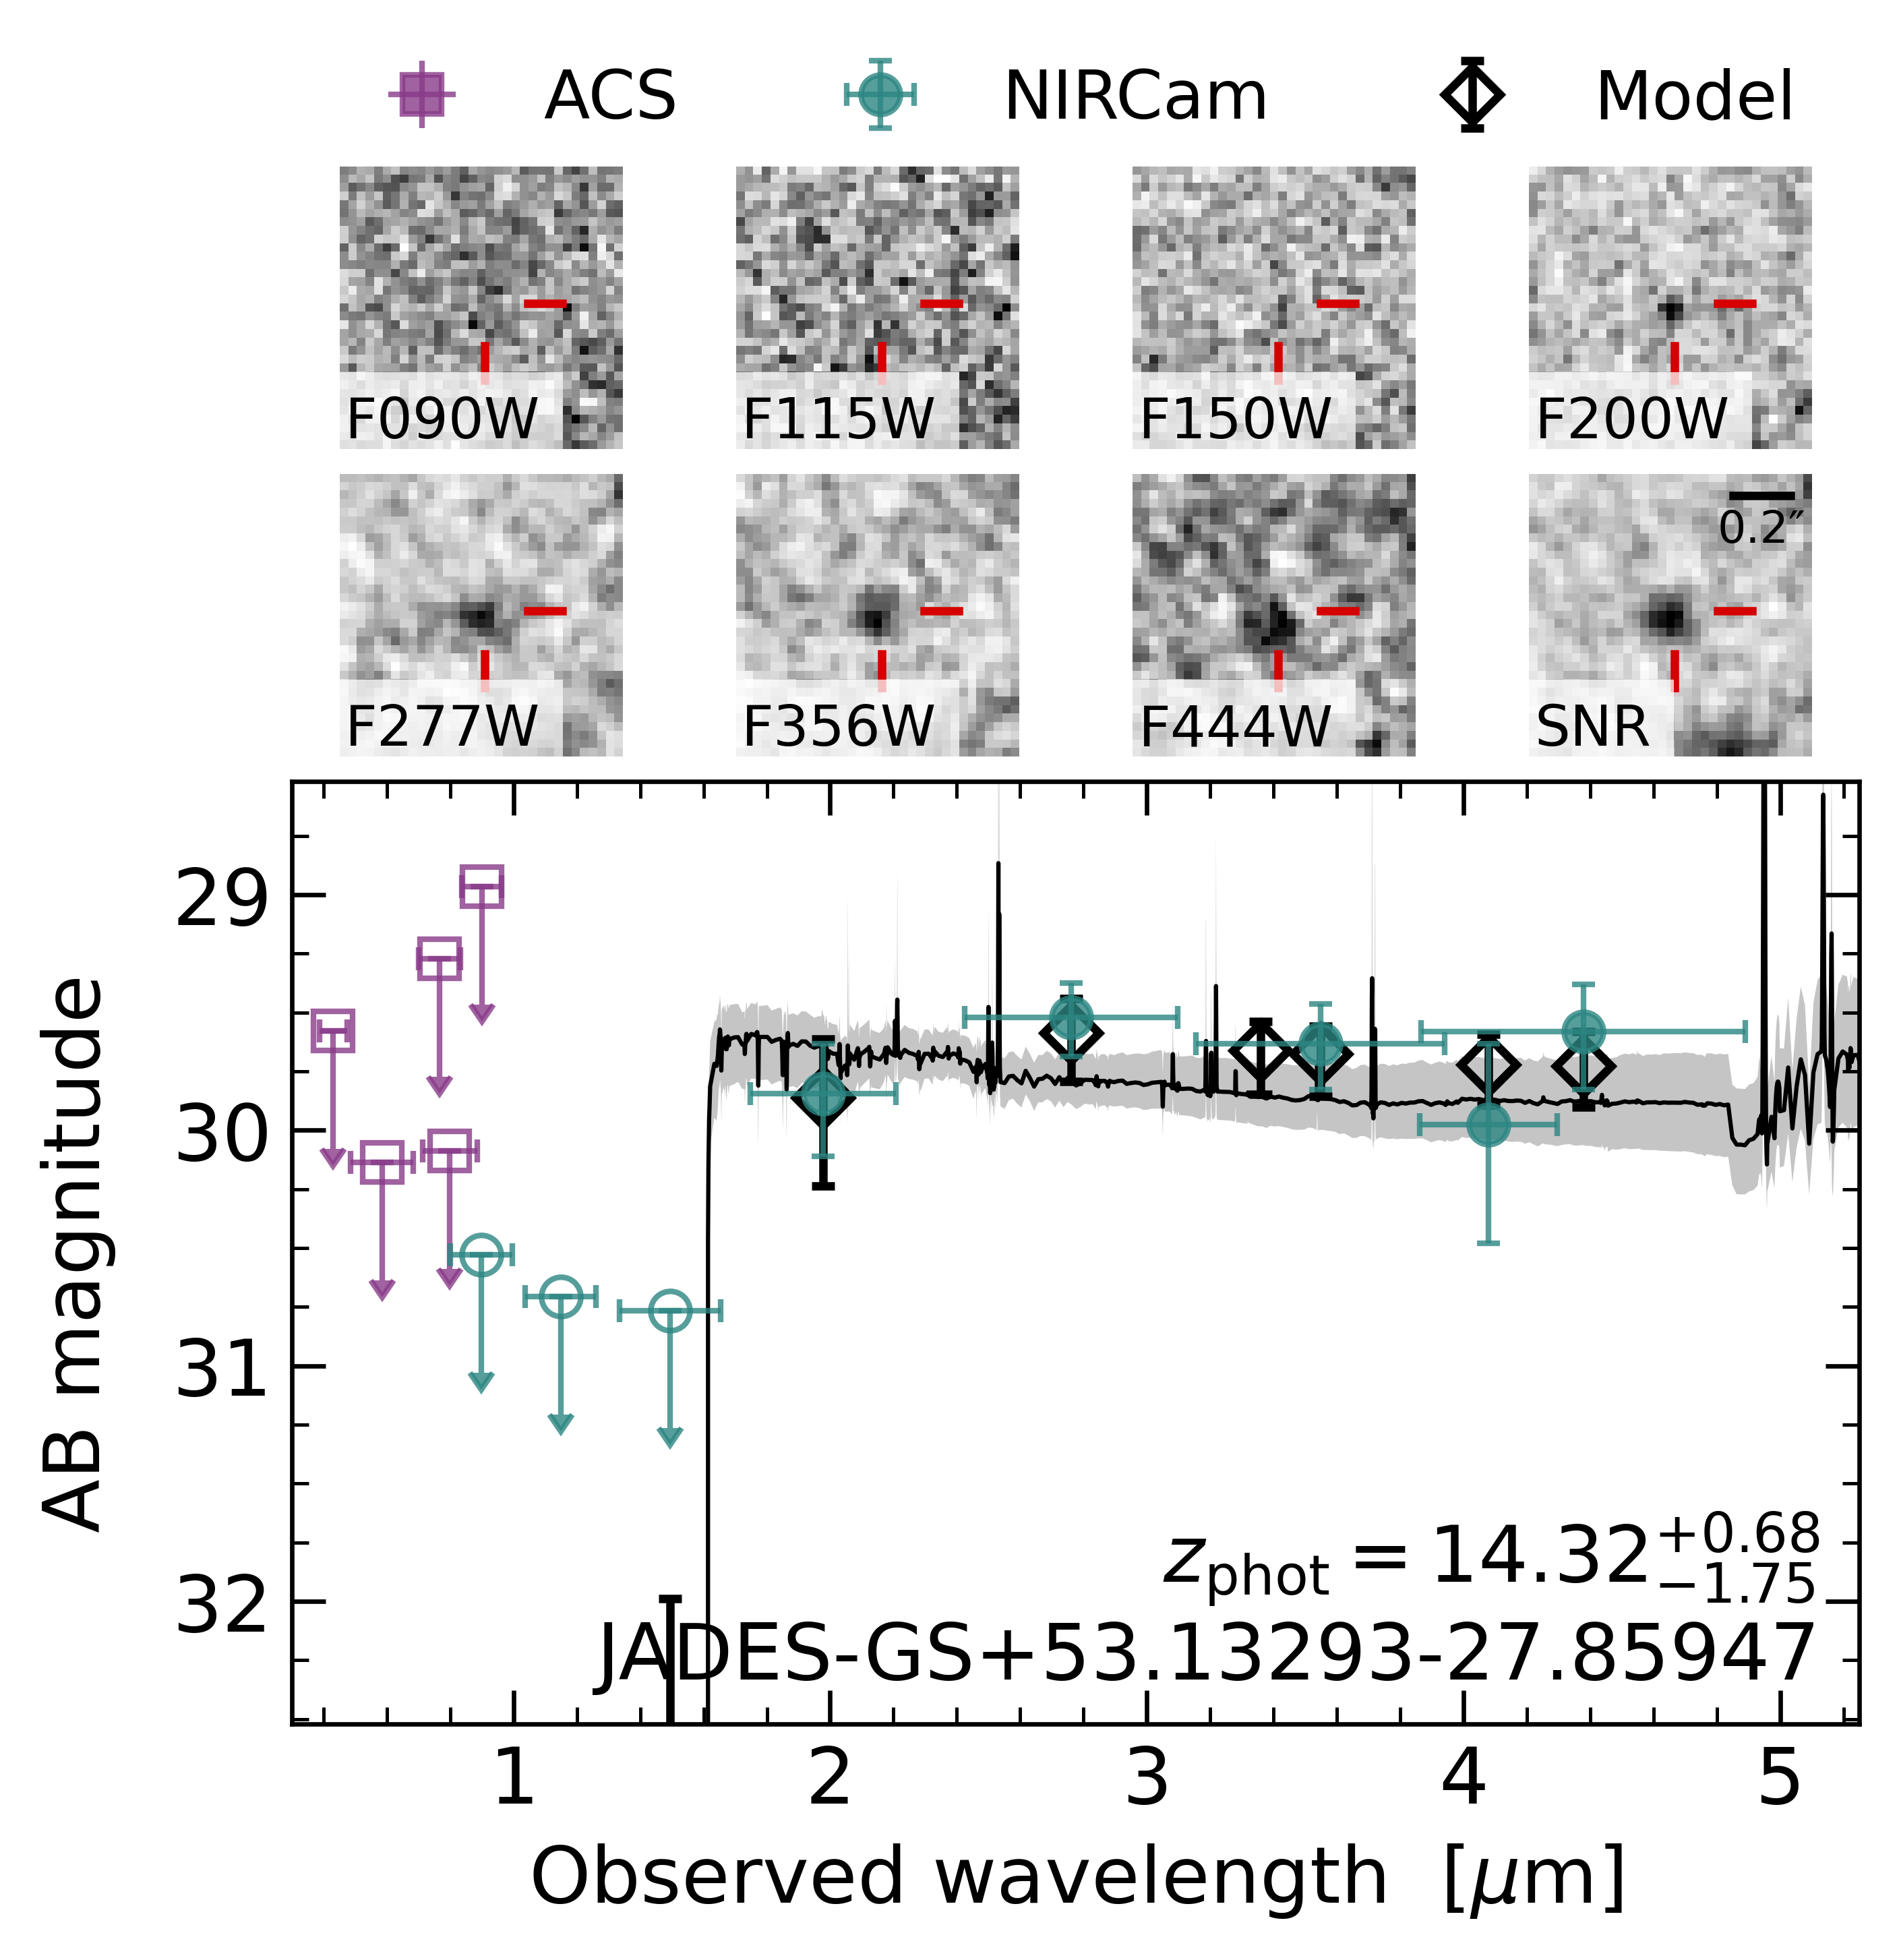 ACS NIRCam Model
F090W F115W F150W F200W
0.2″
F277W F356W F444W SNR
29
30
31
32
AB magnitude
z_phot = 14.32 +0.68 −1.75
JADES-GS+53.13293-27.85947
1 2 3 4 5
Observed wavelength [μm]